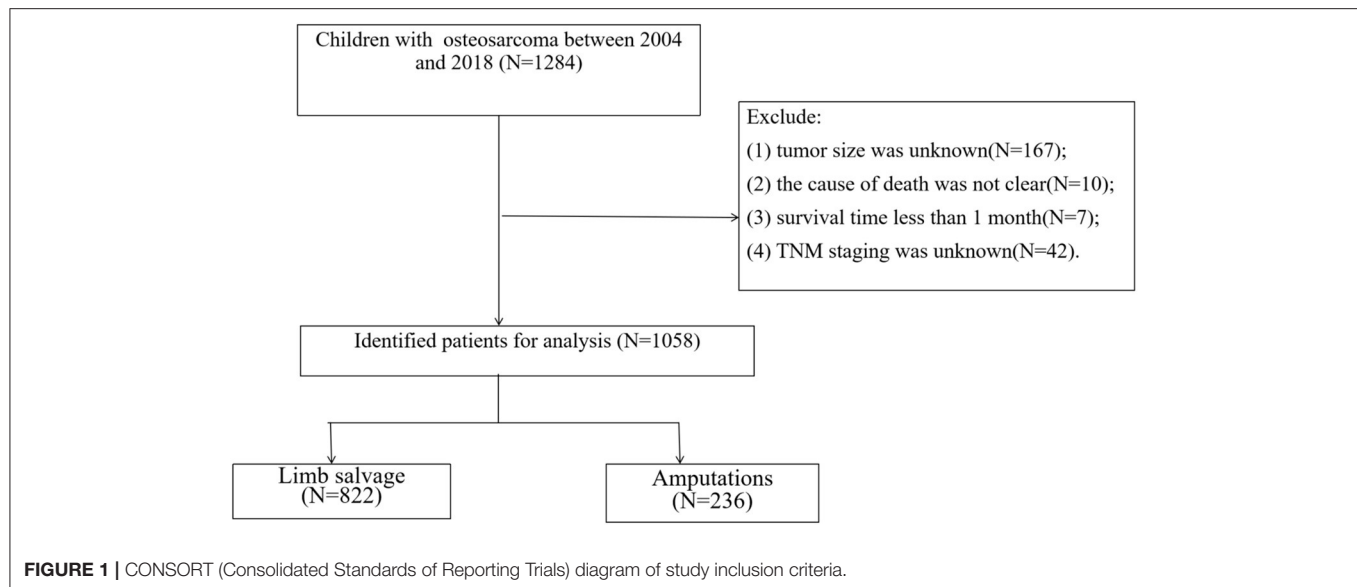 Children with osteosarcoma between 2004
and 2018 (N=1284)
Exclude:
(1) tumor size was unknown(N=167);
(2) the cause of death was not clear(N=10);
(3) survival time less than 1 month(N=7);
(4) TNM staging was unknown(N=42).
Identified patients for analysis (N=1058)
Limb salvage
(N=822)
Amputations
(N=236)
FIGURE 1 | CONSORT (Consolidated Standards of Reporting Trials) diagram of study inclusion criteria.